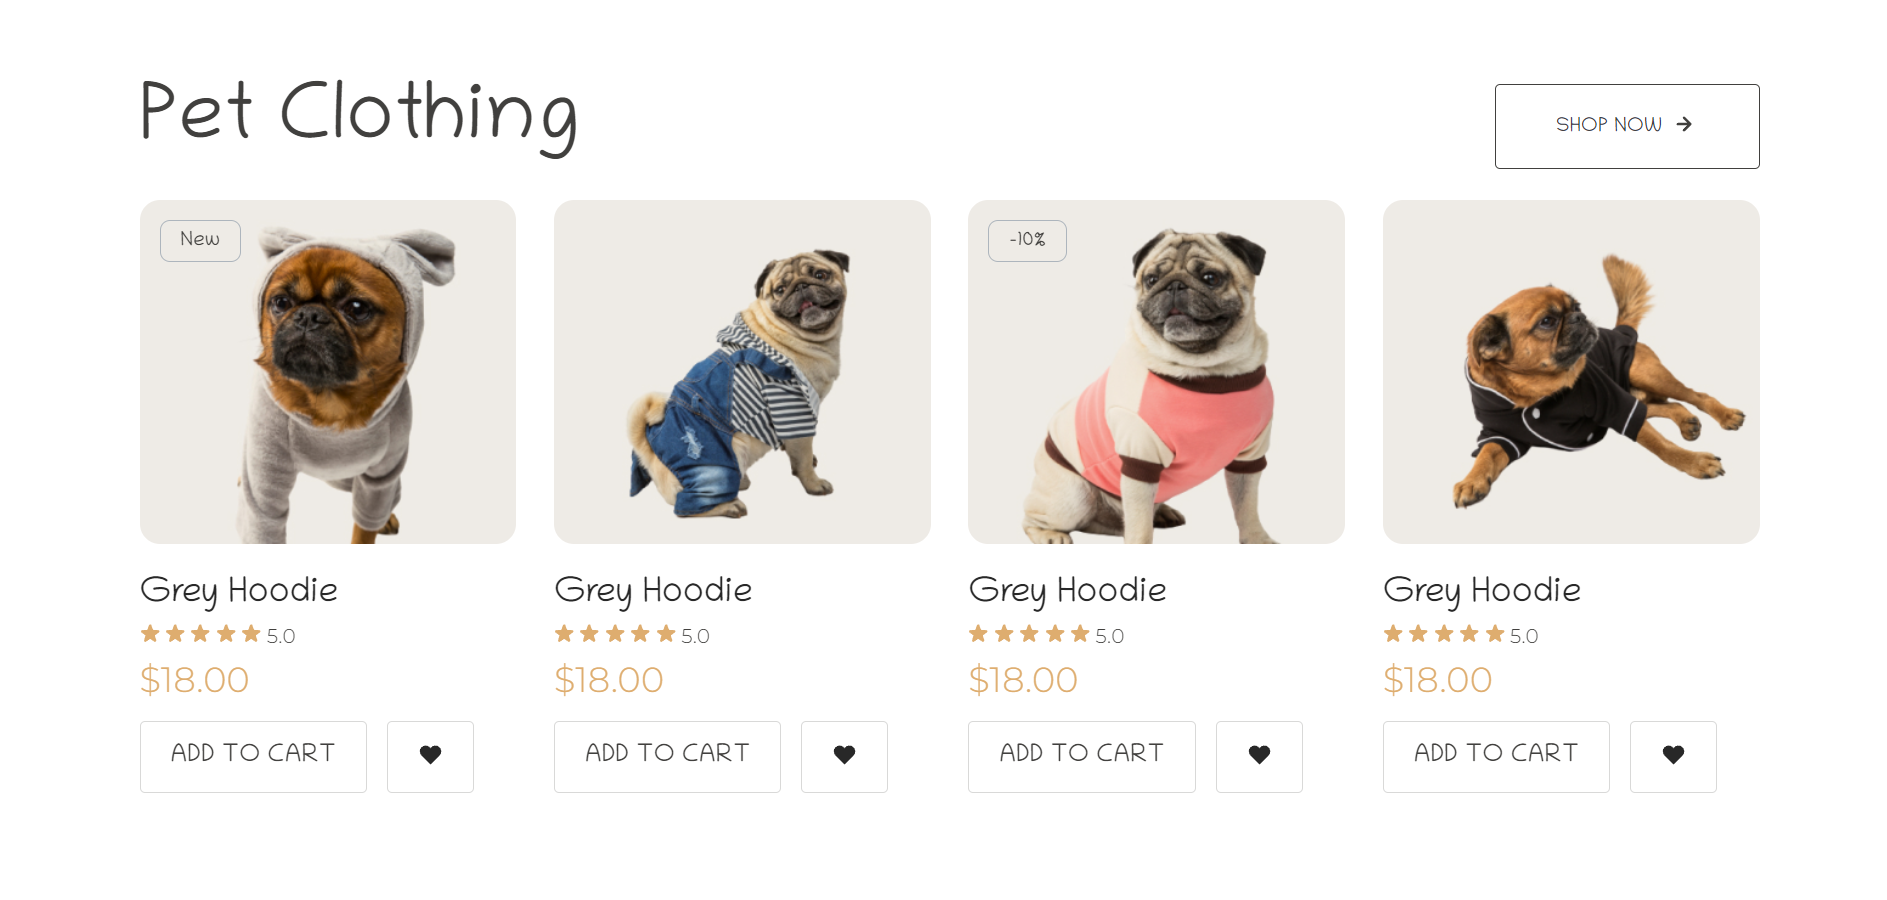 Pet Clothing
SHOP NOW
New
-10%
Grey Hoodie
5.0
$18.00
ADD TO CART
Grey Hoodie
5.0
$18.00
ADD TO CART
Grey Hoodie
5.0
$18.00
ADD TO CART
Grey Hoodie
5.0
$18.00
ADD TO CART